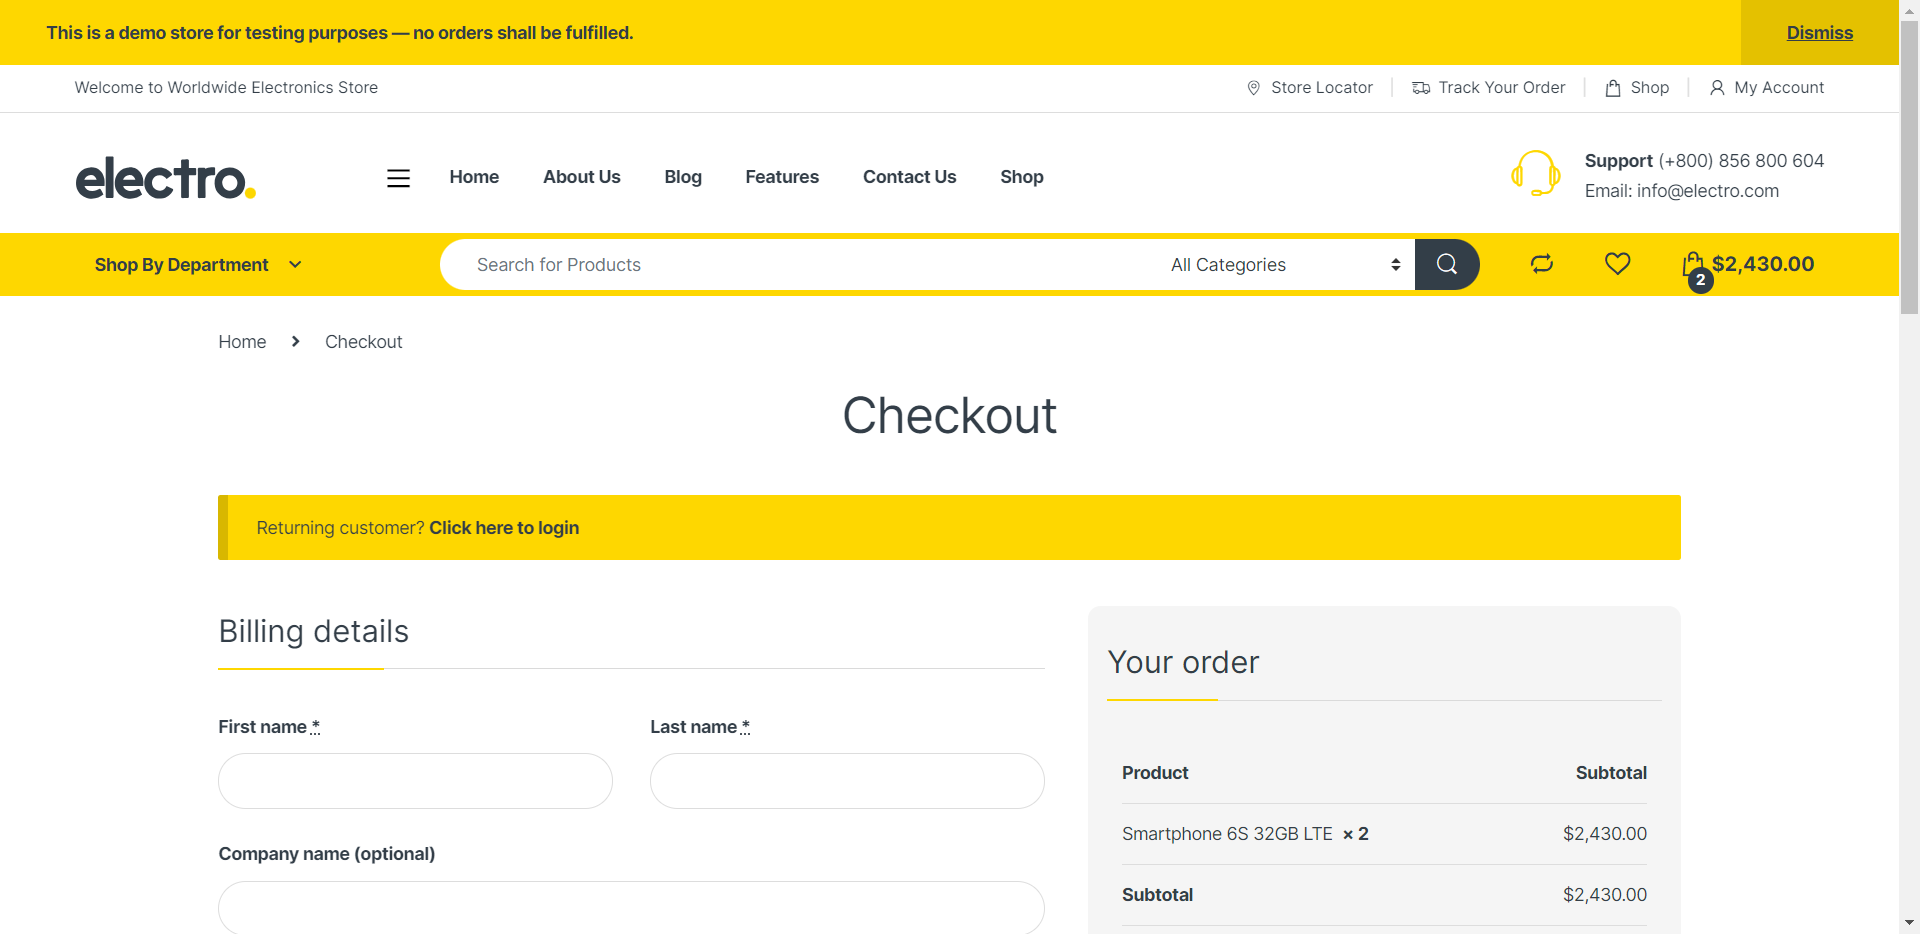 This is a demo store for testing purposes — no orders shall be fulfilled.
Dismiss
Welcome to Worldwide Electronics Store
Store Locator
Track Your Order
Shop
My Account
electro.
Home
About Us
Blog
Features
Contact Us
Shop
Support (+800) 856 800 604
Email: info@electro.com
Shop By Department
Search for Products
All Categories
2
$2,430.00
Home
Checkout
Checkout
Returning customer? Click here to login
Billing details
First name *
Last name *
Company name (optional)
Your order
Product Subtotal
Smartphone 6S 32GB LTE × 2 $2,430.00
Subtotal $2,430.00